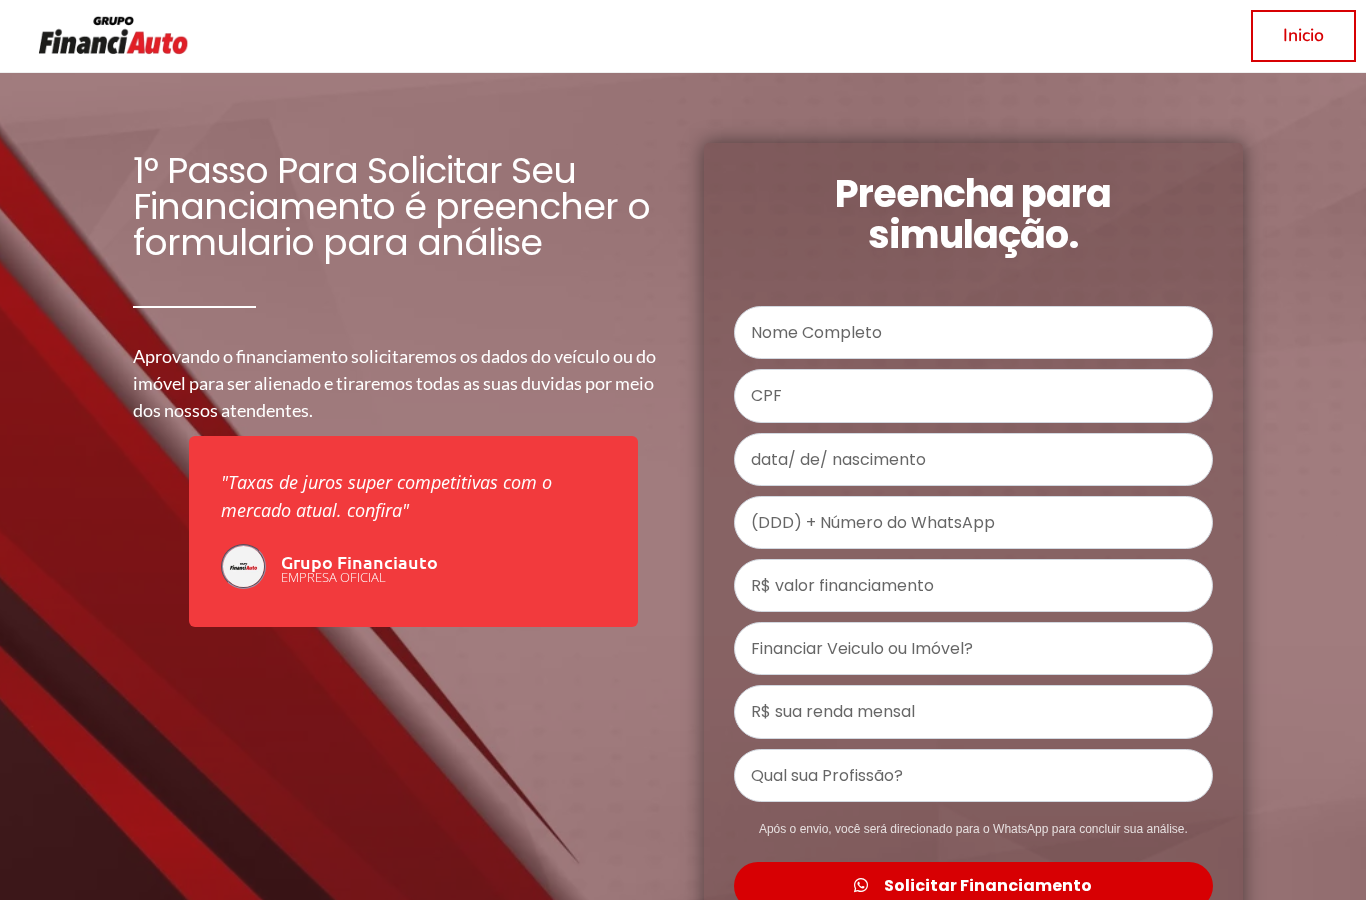 GRUPO
FinanciAuto
Inicio
1º Passo Para Solicitar Seu
Financiamento é preencher o
formulario para análise
Aprovando o financiamento solicitaremos os dados do veículo ou do
imóvel para ser alienado e tiraremos todas as suas duvidas por meio
dos nossos atendentes.
"Taxas de juros super competitivas com o
mercado atual. confira"
FinanciAuto
Grupo Financiauto
EMPRESA OFICIAL
Preencha para
simulação.
Nome Completo
CPF
data/ de/ nascimento
(DDD) + Número do WhatsApp
R$ valor financiamento
Financiar Veiculo ou Imóvel?
R$ sua renda mensal
Qual sua Profissão?
Após o envio, você será direcionado para o WhatsApp para concluir sua análise.
Solicitar Financiamento